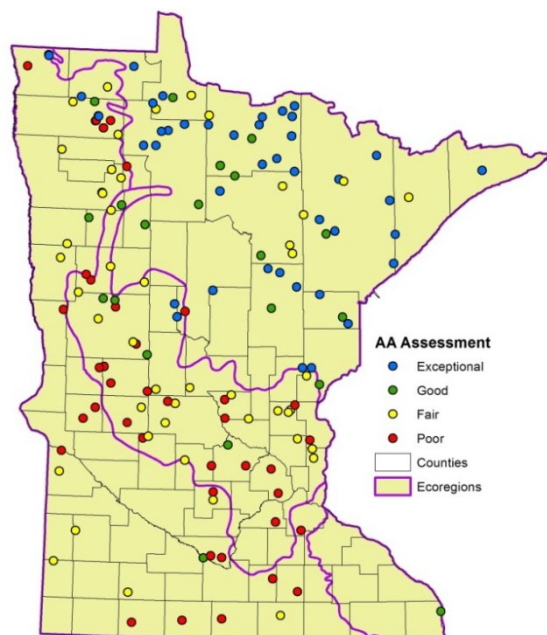 AA Assessment
Exceptional
Good
Fair
Poor
Counties
Ecoregions